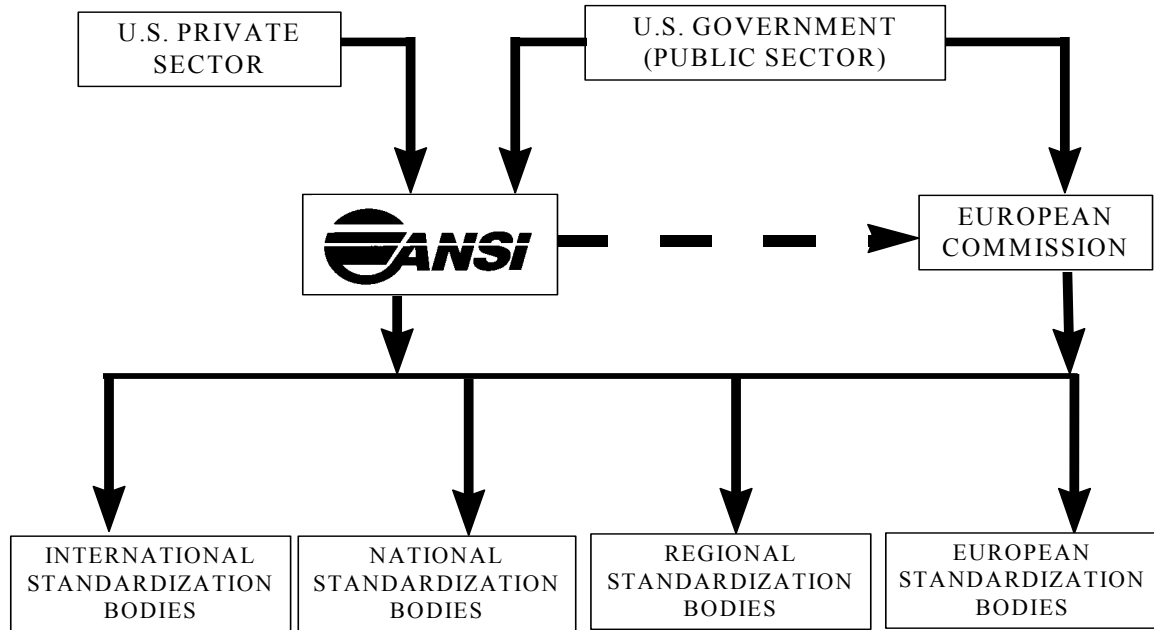 U.S. PRIVATE
SECTOR
U.S. GOVERNMENT
(PUBLIC SECTOR)
ANSI
EUROPEAN
COMMISSION
INTERNATIONAL
STANDARDIZATION
BODIES
NATIONAL
STANDARDIZATION
BODIES
REGIONAL
STANDARDIZATION
BODIES
EUROPEAN
STANDARDIZATION
BODIES